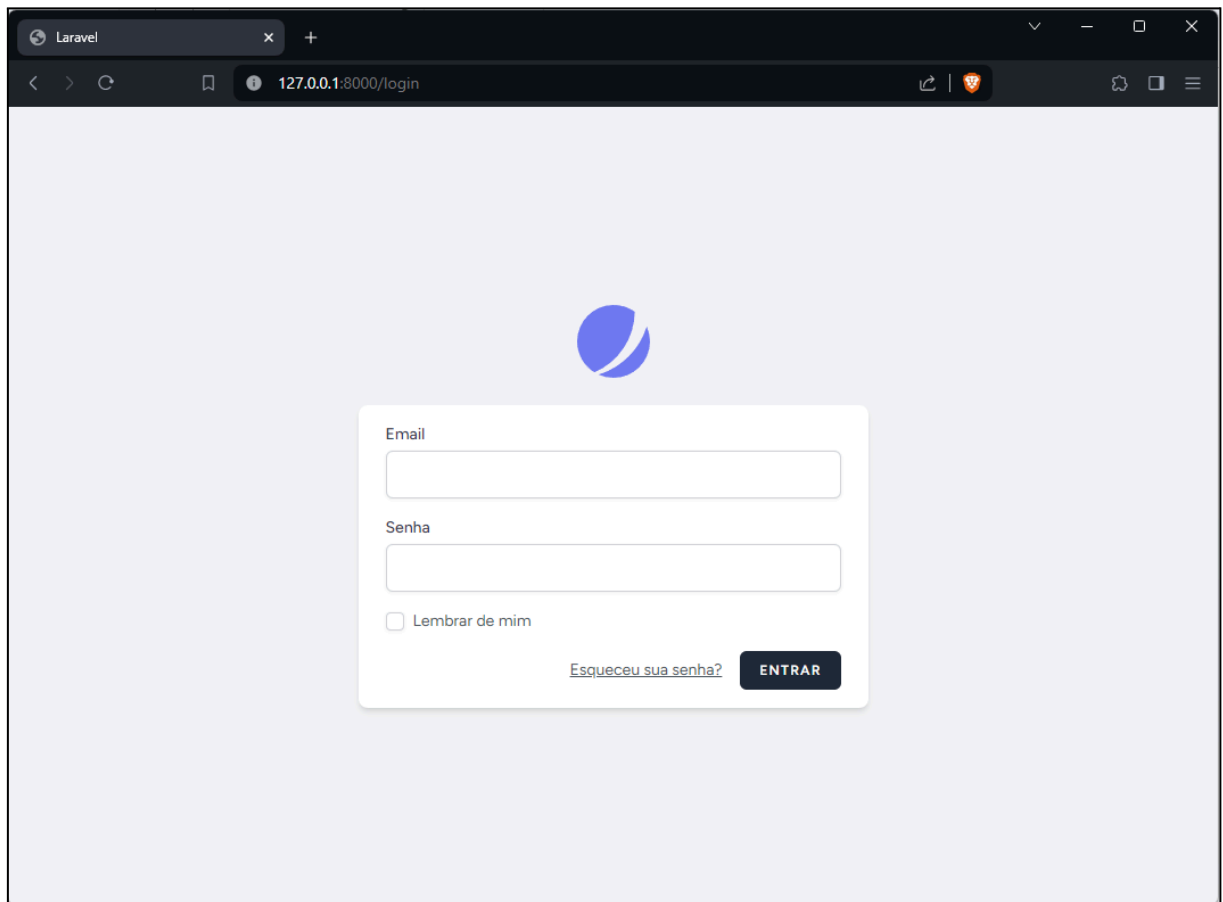 Laravel
127.0.0.1:8000/login
Email
Senha
Lembrar de mim
Esqueceu sua senha?
ENTRAR